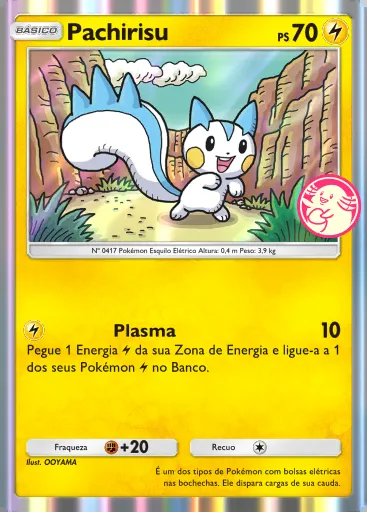 BÁSICO Pachirisu PS 70
Nº 0417 Pokémon Esquilo Elétrico Altura: 0,4 m Peso: 3,9 kg
Plasma 10
Pegue 1 Energia da sua Zona de Energia e ligue-a a 1
dos seus Pokémon no Banco.
Fraqueza +20 Recuo
Ilust. OOYAMA
É um dos tipos de Pokémon com bolsas elétricas
nas bochechas. Ele dispara cargas de sua cauda.